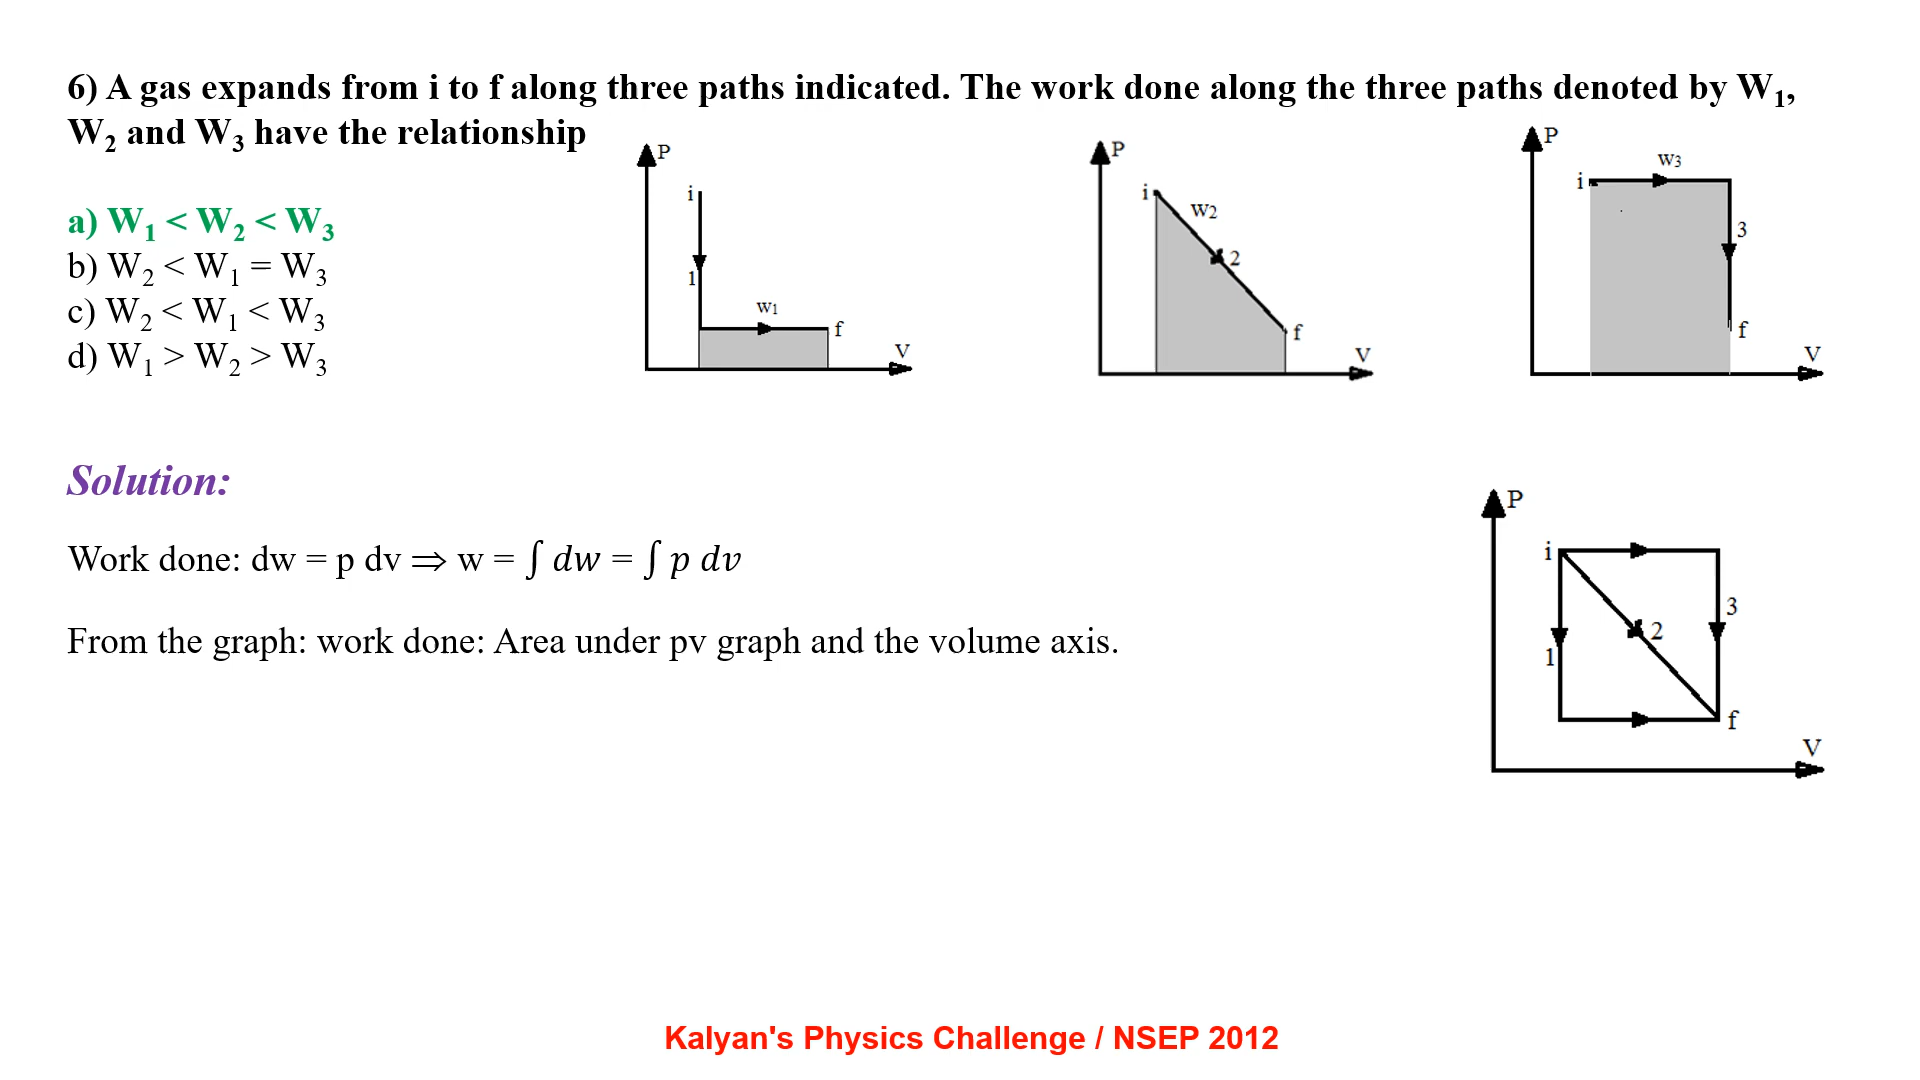 6) A gas expands from i to f along three paths indicated. The work done along the three paths denoted by W₁,
W₂ and W₃ have the relationship
a) W₁ < W₂ < W₃
b) W₂ < W₁ = W₃
c) W₂ < W₁ < W₃
d) W₁ > W₂ > W₃
P
i
1
w₁
f
V
P
i
w2
2
f
V
P
i
w3
3
f
V
Solution:
Work done: dw = p dv ⇒ w = ∫ dw = ∫ p dv
From the graph: work done: Area under pv graph and the volume axis.
P
i
3
2
1
f
V
Kalyan's Physics Challenge / NSEP 2012